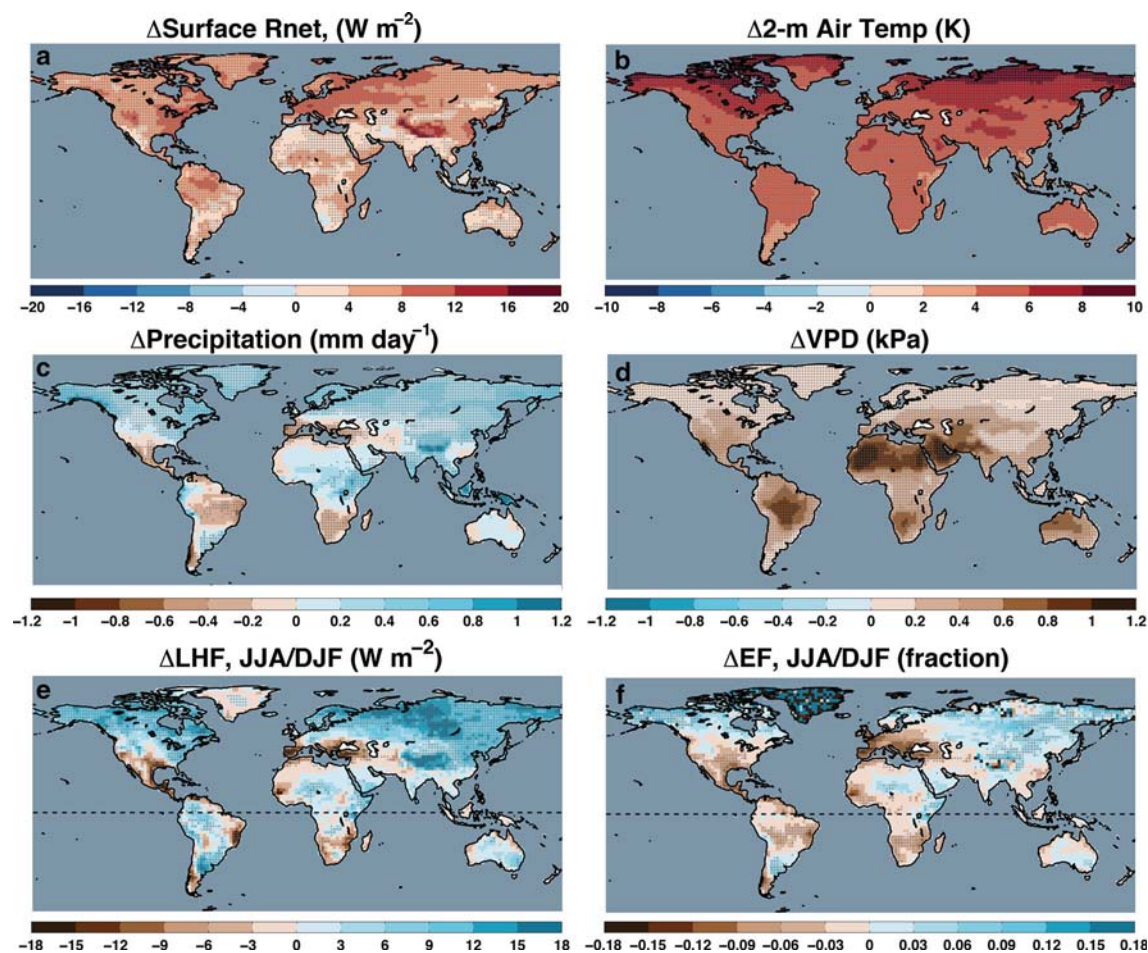 ΔSurface Rnet, (W m⁻²)
a
−20 −16 −12 −8 −4 0 4 8 12 16 20
Δ2-m Air Temp (K)
b
−10 −8 −6 −4 −2 0 2 4 6 8 10
ΔPrecipitation (mm day⁻¹)
c
−1.2 −1 −0.8 −0.6 −0.4 −0.2 0 0.2 0.4 0.6 0.8 1 1.2
ΔVPD (kPa)
d
−1.2 −1 −0.8 −0.6 −0.4 −0.2 0 0.2 0.4 0.6 0.8 1 1.2
ΔLHF, JJA/DJF (W m⁻²)
e
−18 −15 −12 −9 −6 −3 0 3 6 9 12 15 18
ΔEF, JJA/DJF (fraction)
f
−0.18 −0.15 −0.12 −0.09 −0.06 −0.03 0 0.03 0.06 0.09 0.12 0.15 0.18